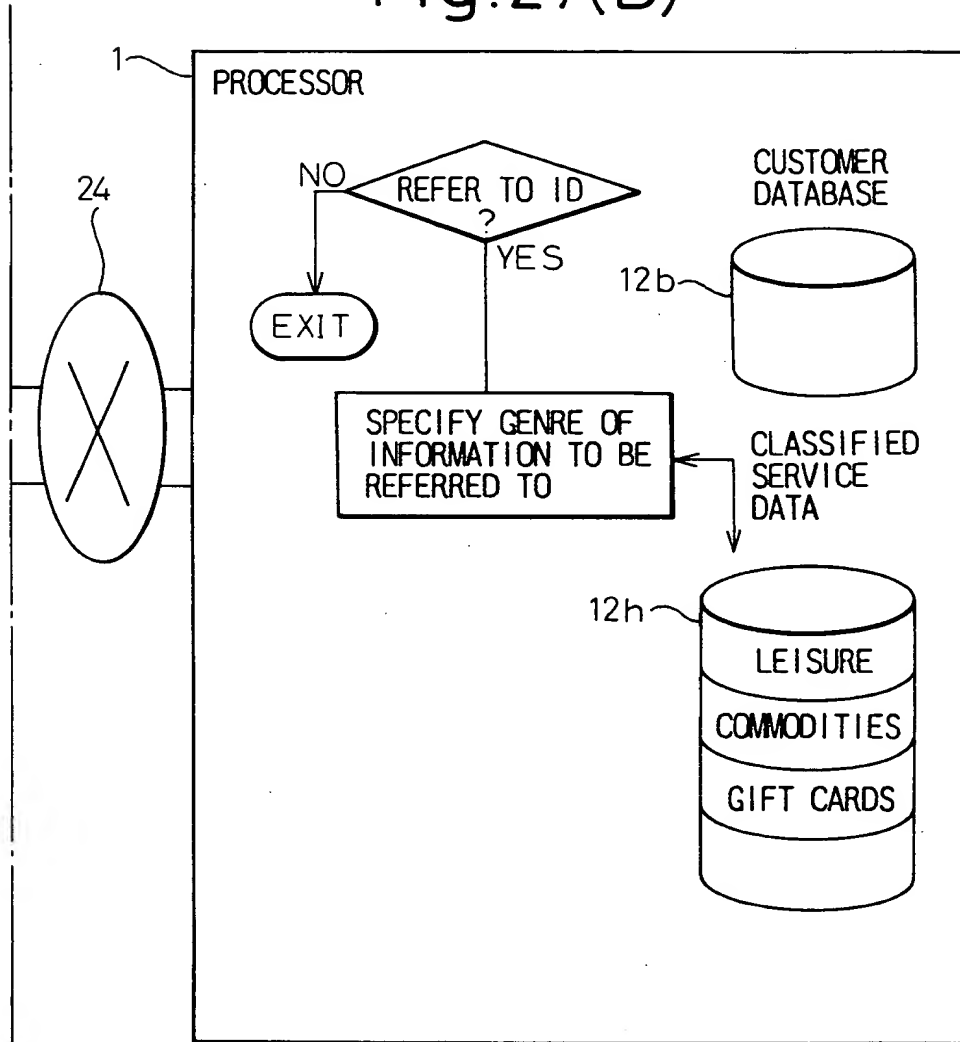 Fig.27(B)
1
PROCESSOR
24
NO
REFER TO ID
?
YES
EXIT
CUSTOMER
DATABASE
12b
SPECIFY GENRE OF
INFORMATION TO BE
REFERRED TO
CLASSIFIED
SERVICE
DATA
12h
LEISURE
COMMODITIES
GIFT CARDS